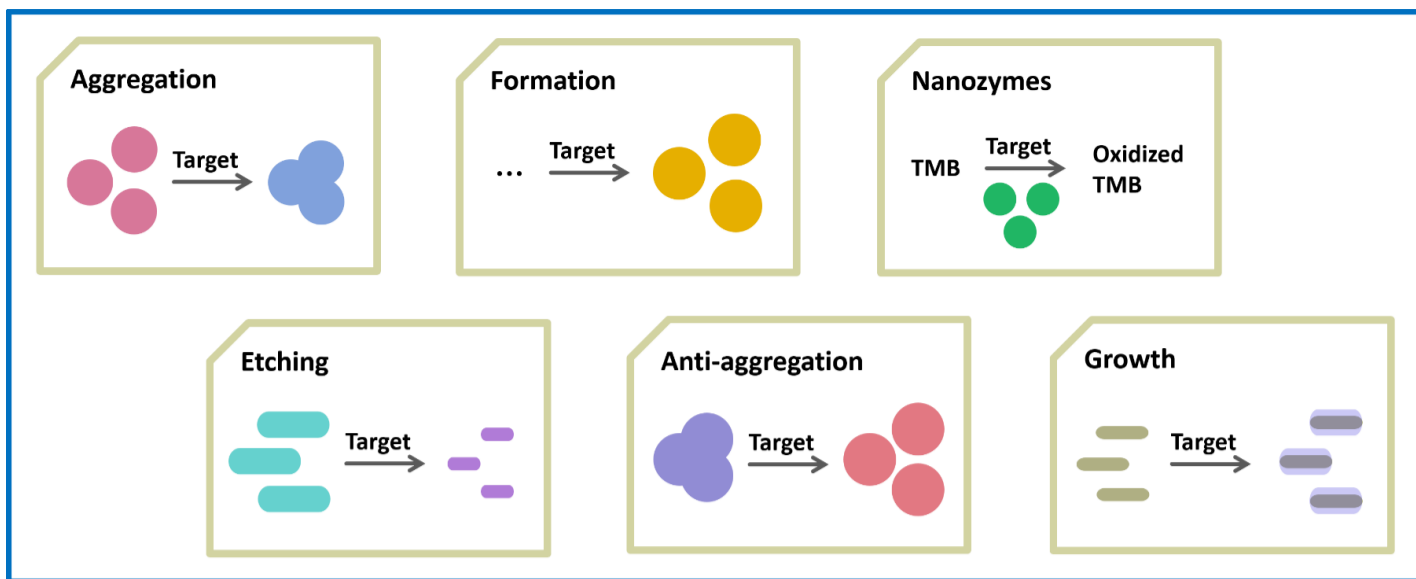 Aggregation
Target
Formation
...
Target
Nanozymes
TMB
Target
Oxidized
TMB
Etching
Target
Anti-aggregation
Target
Growth
Target